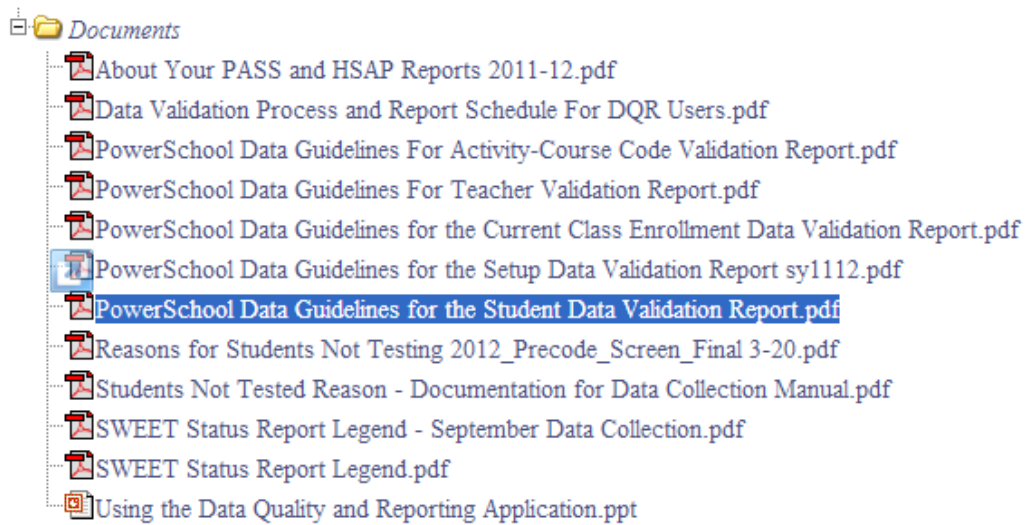 Documents
About Your PASS and HSAP Reports 2011-12.pdf
Data Validation Process and Report Schedule For DQR Users.pdf
PowerSchool Data Guidelines For Activity-Course Code Validation Report.pdf
PowerSchool Data Guidelines For Teacher Validation Report.pdf
PowerSchool Data Guidelines for the Current Class Enrollment Data Validation Report.pdf
PowerSchool Data Guidelines for the Setup Data Validation Report sy1112.pdf
PowerSchool Data Guidelines for the Student Data Validation Report.pdf
Reasons for Students Not Testing 2012_Precode_Screen_Final 3-20.pdf
Students Not Tested Reason - Documentation for Data Collection Manual.pdf
SWEET Status Report Legend - September Data Collection.pdf
SWEET Status Report Legend.pdf
Using the Data Quality and Reporting Application.ppt